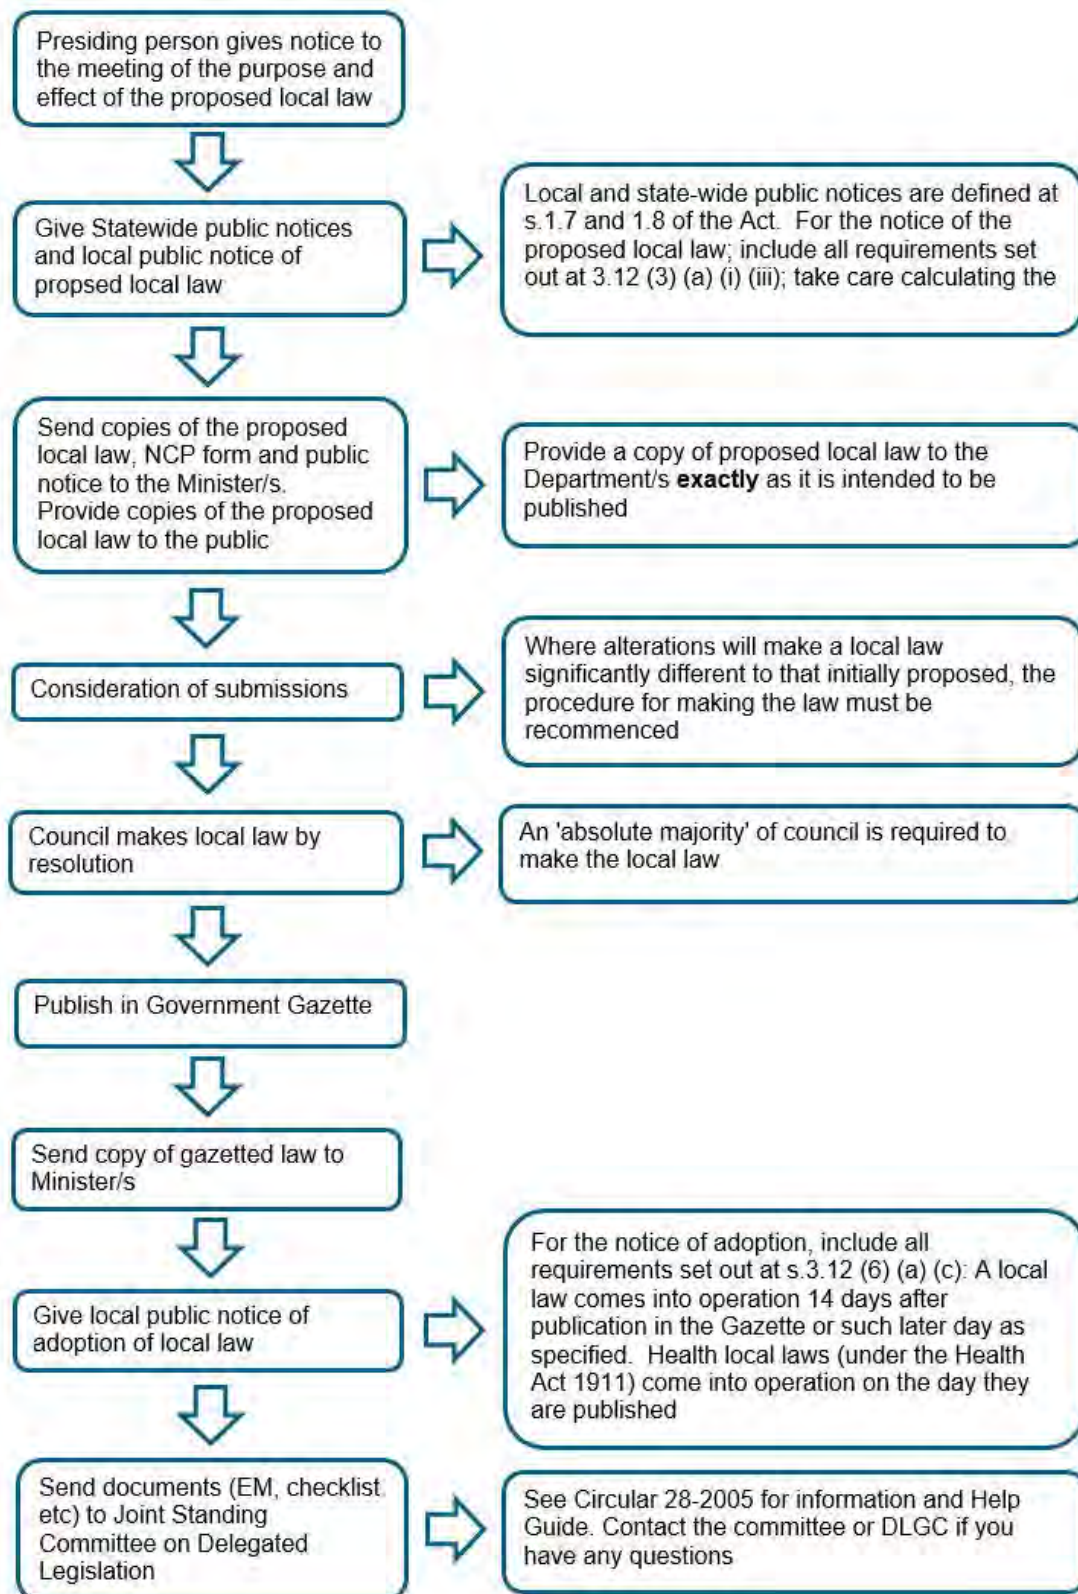 Presiding person gives notice to
the meeting of the purpose and
effect of the proposed local law
Give Statewide public notices
and local public notice of
propsed local law
Local and state-wide public notices are defined at
s.1.7 and 1.8 of the Act.  For the notice of the
proposed local law; include all requirements set
out at 3.12 (3) (a) (i) (iii); take care calculating the
Send copies of the proposed
local law, NCP form and public
notice to the Minister/s.
Provide copies of the proposed
local law to the public
Provide a copy of proposed local law to the
Department/s exactly as it is intended to be
published
Consideration of submissions
Where alterations will make a local law
significantly different to that initially proposed, the
procedure for making the law must be
recommenced
Council makes local law by
resolution
An 'absolute majority' of council is required to
make the local law
Publish in Government Gazette
Send copy of gazetted law to
Minister/s
Give local public notice of
adoption of local law
For the notice of adoption, include all
requirements set out at s.3.12 (6) (a) (c): A local
law comes into operation 14 days after
publication in the Gazette or such later day as
specified.  Health local laws (under the Health
Act 1911) come into operation on the day they
are published
Send documents (EM, checklist
etc) to Joint Standing
Committee on Delegated
Legislation
See Circular 28-2005 for information and Help
Guide. Contact the committee or DLGC if you
have any questions